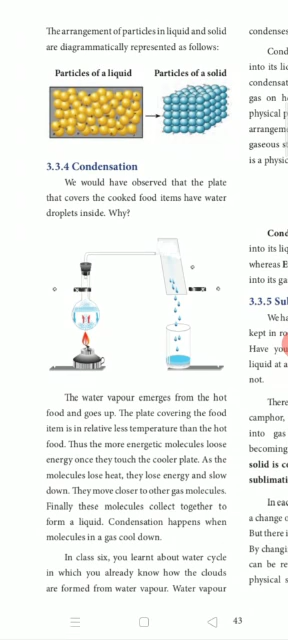 The arrangement of particles in liquid and solid
are diagrammatically represented as follows:
Particles of a liquid Particles of a solid
3.3.4 Condensation
We would have observed that the plate
that covers the cooked food items have water
droplets inside. Why?
The water vapour emerges from the hot
food and goes up. The plate covering the food
item is in relative less temperature than the hot
food. Thus the more energetic molecules loose
energy once they touch the cooler plate. As the
molecules lose heat, they lose energy and slow
down. They move closer to other gas molecules.
Finally these molecules collect together to
form a liquid. Condensation happens when
molecules in a gas cool down.
In class six, you learnt about water cycle
in which you already know how the clouds
are formed from water vapour. Water vapour
condenses
Cond
into its liq
condensat
gas on h
physical p
arrangem
gaseous st
is a physic
Cond
into its liq
whereas E
into its ga
3.3.5 Sul
We ha
kept in ro
Have you
liquid at a
not.
There
camphor,
into gas
becoming
solid is c
sublimati
In eac
a change o
But there i
By changi
can be re
physical s
43